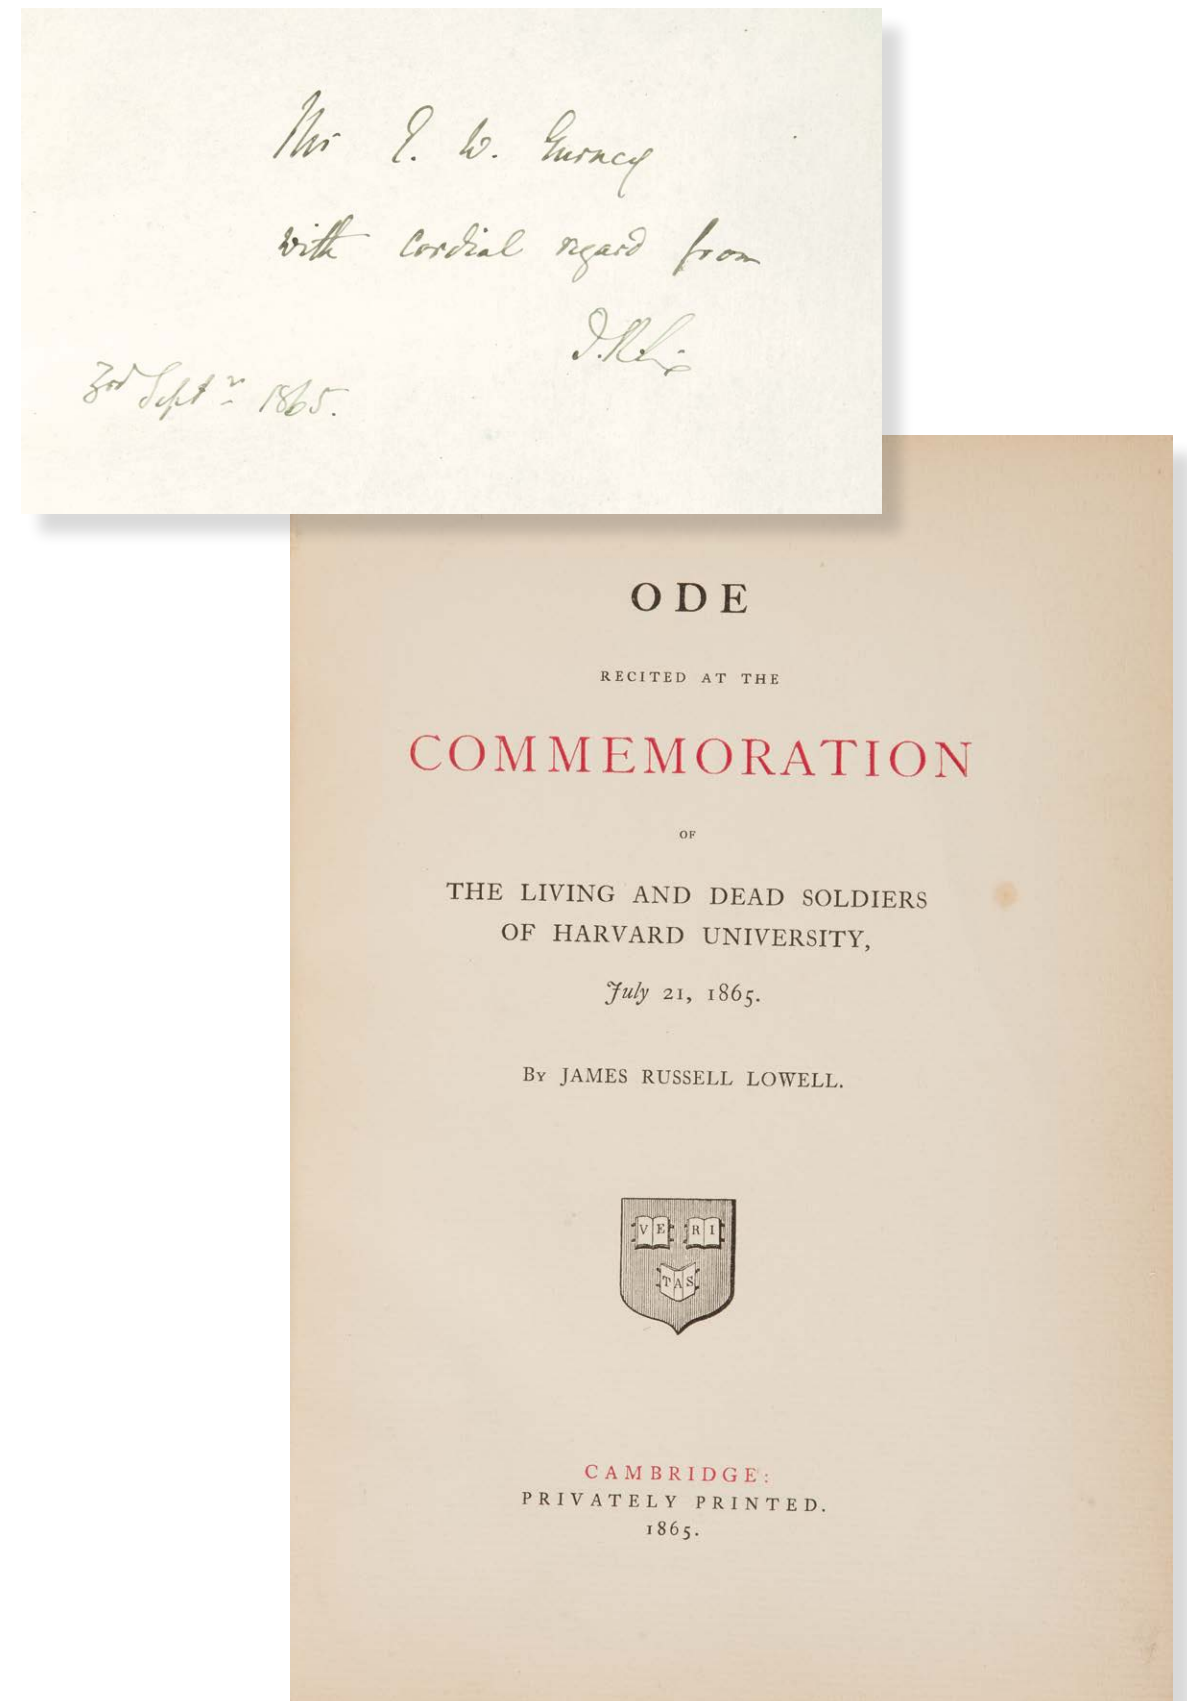 Mr E. W. Gurney
with cordial regard from
J.R.L.
3rd Septr 1865.
ODE
RECITED AT THE
COMMEMORATION
OF
THE LIVING AND DEAD SOLDIERS
OF HARVARD UNIVERSITY,
July 21, 1865.
By JAMES RUSSELL LOWELL.
VE RI
TAS
CAMBRIDGE:
PRIVATELY PRINTED.
1865.